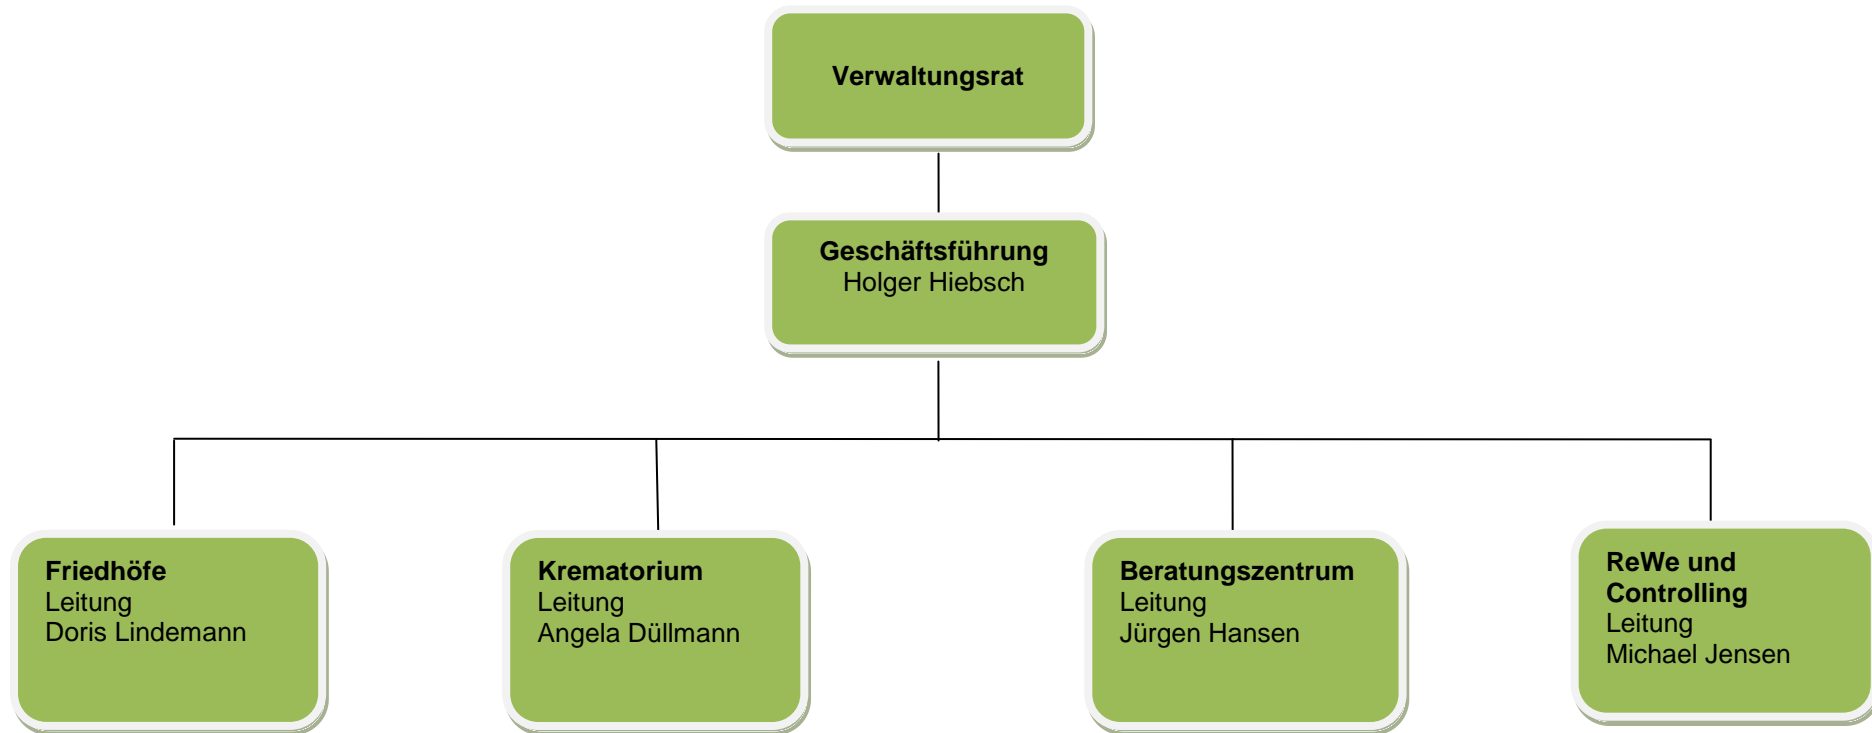 Verwaltungsrat
Geschäftsführung
Holger Hiebsch
Friedhöfe
Leitung
Doris Lindemann
Krematorium
Leitung
Angela Düllmann
Beratungszentrum
Leitung
Jürgen Hansen
ReWe und
Controlling
Leitung
Michael Jensen